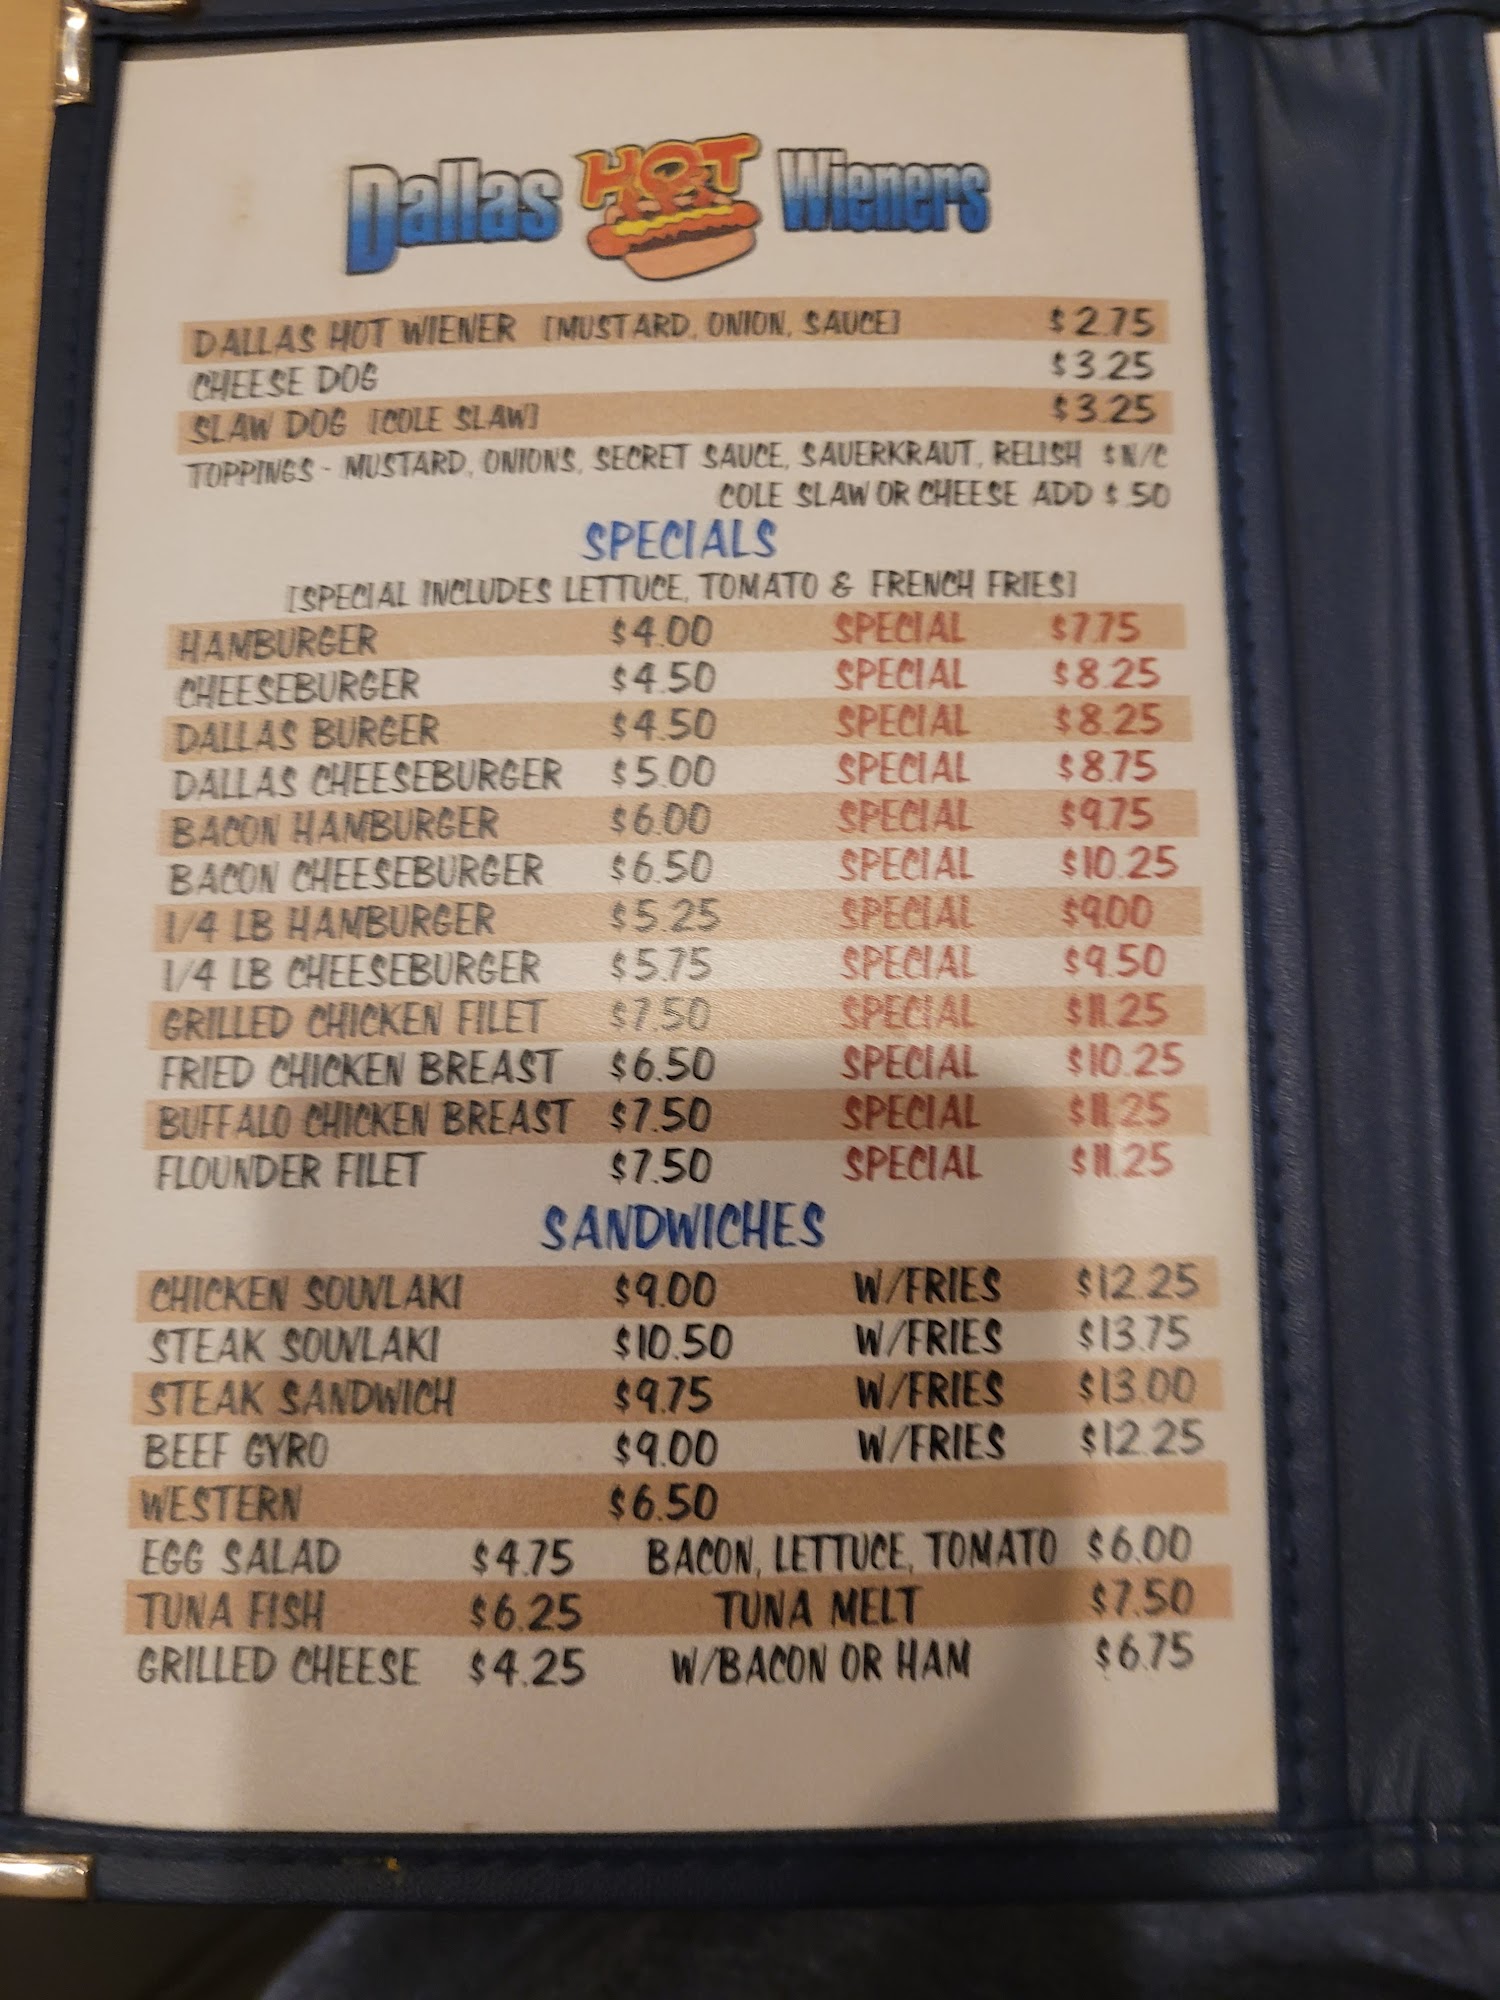 Dallas HOT Wieners
DALLAS HOT WIENER [MUSTARD, ONION, SAUCE] $2.75
CHEESE DOG $3.25
SLAW DOG [COLE SLAW] $3.25
TOPPINGS - MUSTARD, ONIONS, SECRET SAUCE, SAUERKRAUT, RELISH $N/C
COLE SLAW OR CHEESE ADD $.50
SPECIALS
[SPECIAL INCLUDES LETTUCE, TOMATO & FRENCH FRIES]
HAMBURGER $4.00 SPECIAL $7.75
CHEESEBURGER $4.50 SPECIAL $8.25
DALLAS BURGER $4.50 SPECIAL $8.25
DALLAS CHEESEBURGER $5.00 SPECIAL $8.75
BACON HAMBURGER $6.00 SPECIAL $9.75
BACON CHEESEBURGER $6.50 SPECIAL $10.25
1/4 LB HAMBURGER $5.25 SPECIAL $9.00
1/4 LB CHEESEBURGER $5.75 SPECIAL $9.50
GRILLED CHICKEN FILET $7.50 SPECIAL $11.25
FRIED CHICKEN BREAST $6.50 SPECIAL $10.25
BUFFALO CHICKEN BREAST $7.50 SPECIAL $11.25
FLOUNDER FILET $7.50 SPECIAL $11.25
SANDWICHES
CHICKEN SOUVLAKI $9.00 W/FRIES $12.25
STEAK SOUVLAKI $10.50 W/FRIES $13.75
STEAK SANDWICH $9.75 W/FRIES $13.00
BEEF GYRO $9.00 W/FRIES $12.25
WESTERN $6.50
EGG SALAD $4.75 BACON, LETTUCE, TOMATO $6.00
TUNA FISH $6.25 TUNA MELT $7.50
GRILLED CHEESE $4.25 W/BACON OR HAM $6.75